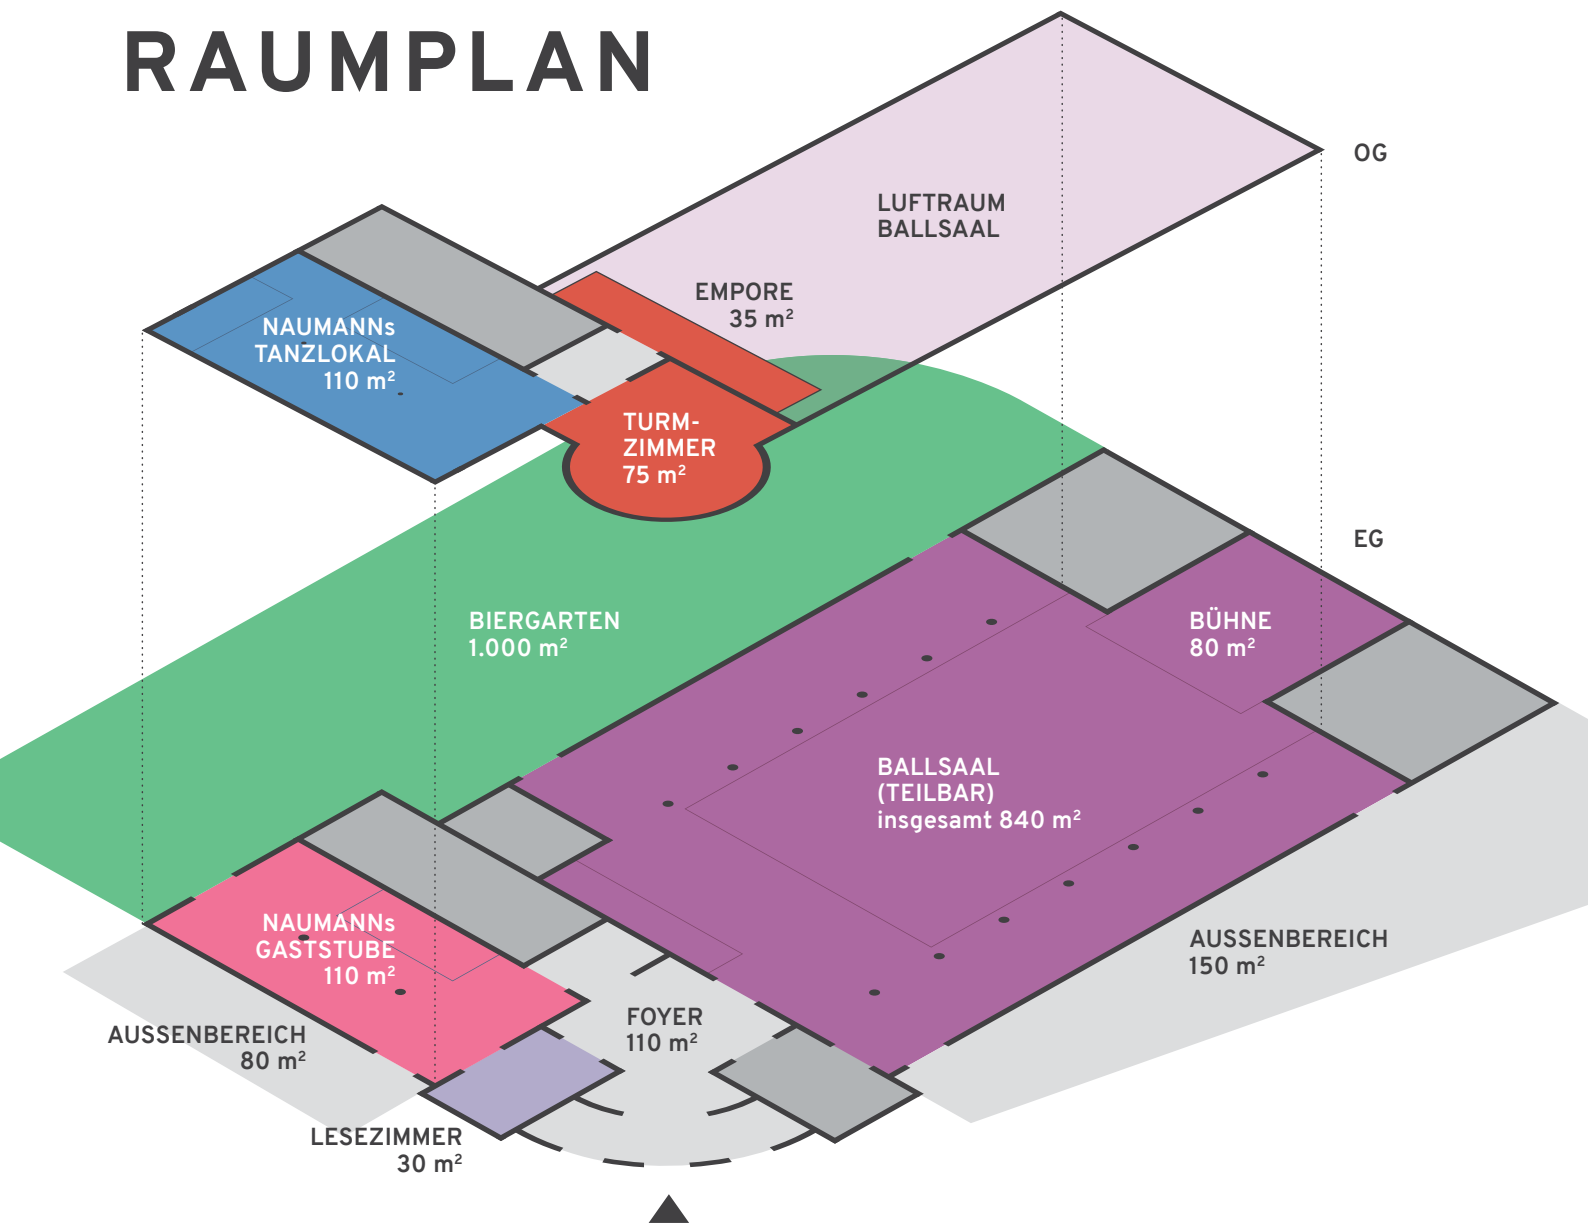 RAUMPLAN
OG
LUFTRAUM
BALLSAAL
EMPORE
35 m²
NAUMANNs
TANZLOKAL
110 m²
TURM-
ZIMMER
75 m²
EG
BIERGARTEN
1.000 m²
BÜHNE
80 m²
BALLSAAL
(TEILBAR)
insgesamt 840 m²
NAUMANNs
GASTSTUBE
110 m²
AUSSENBEREICH
150 m²
FOYER
110 m²
AUSSENBEREICH
80 m²
LESEZIMMER
30 m²